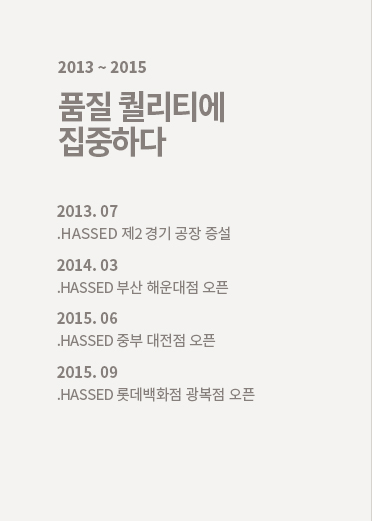 2013 ~ 2015
품질 퀄리티에
집중하다
2013. 07
.HASSED 제2 경기 공장 증설
2014. 03
.HASSED 부산 해운대점 오픈
2015. 06
.HASSED 중부 대전점 오픈
2015. 09
.HASSED 롯데백화점 광복점 오픈